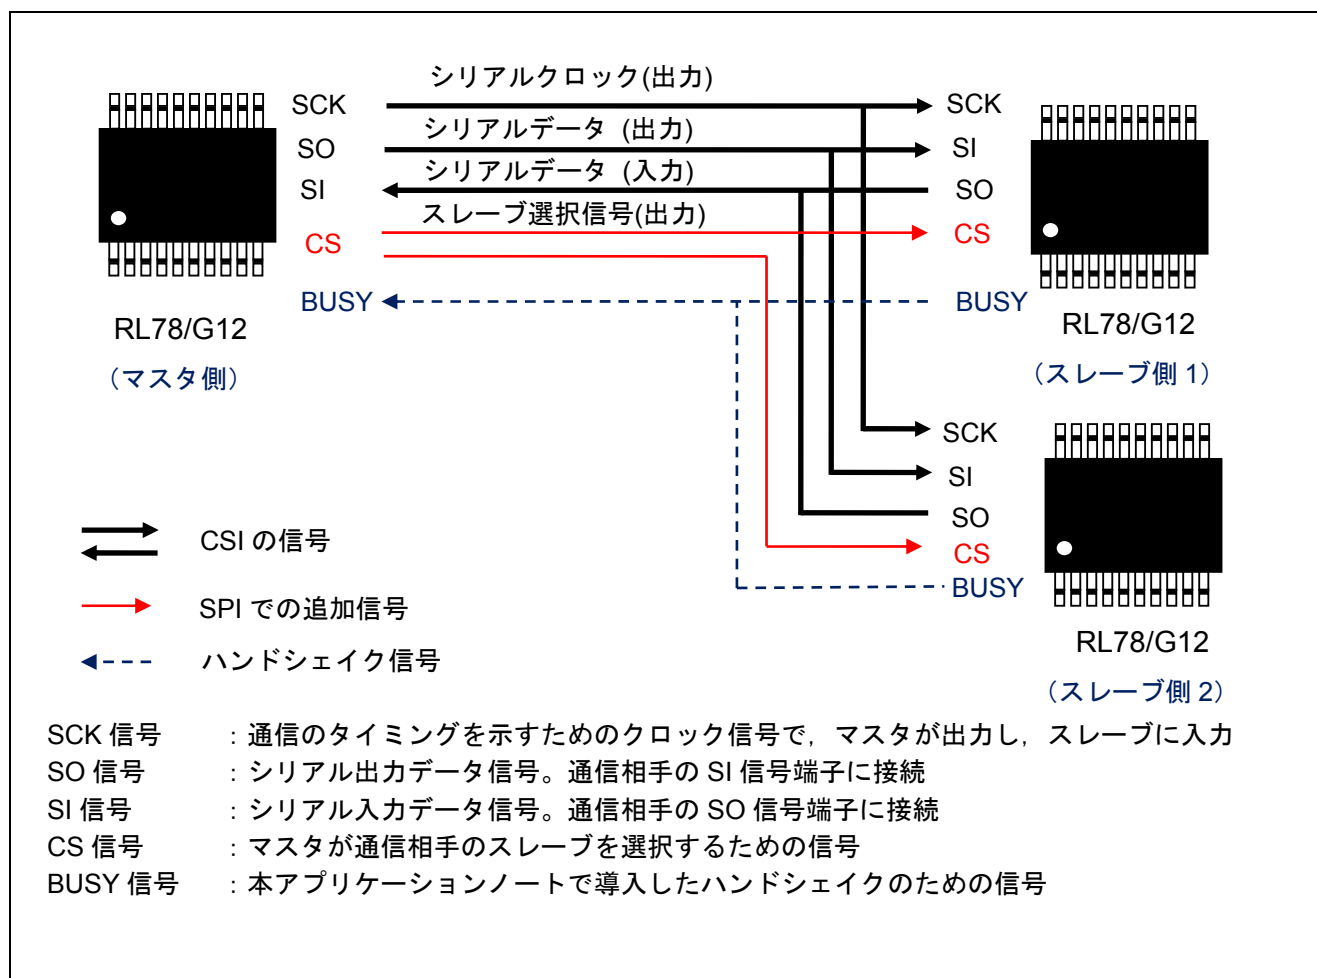 シリアルクロック(出力)
SCK
SCK
シリアルデータ (出力)
SO
SI
シリアルデータ (入力)
SI
SO
スレーブ選択信号(出力)
CS
CS
BUSY
BUSY
RL78/G12
(マスタ側)
RL78/G12
(スレーブ側 1)
SCK
SI
SO
CS
BUSY
RL78/G12
(スレーブ側 2)
CSI の信号
SPI での追加信号
ハンドシェイク信号
SCK 信号 : 通信のタイミングを示すためのクロック信号で, マスタが出力し, スレーブに入力
SO 信号 : シリアル出力データ信号。通信相手の SI 信号端子に接続
SI 信号 : シリアル入力データ信号。通信相手の SO 信号端子に接続
CS 信号 : マスタが通信相手のスレーブを選択するための信号
BUSY 信号 : 本アプリケーションノートで導入したハンドシェイクのための信号